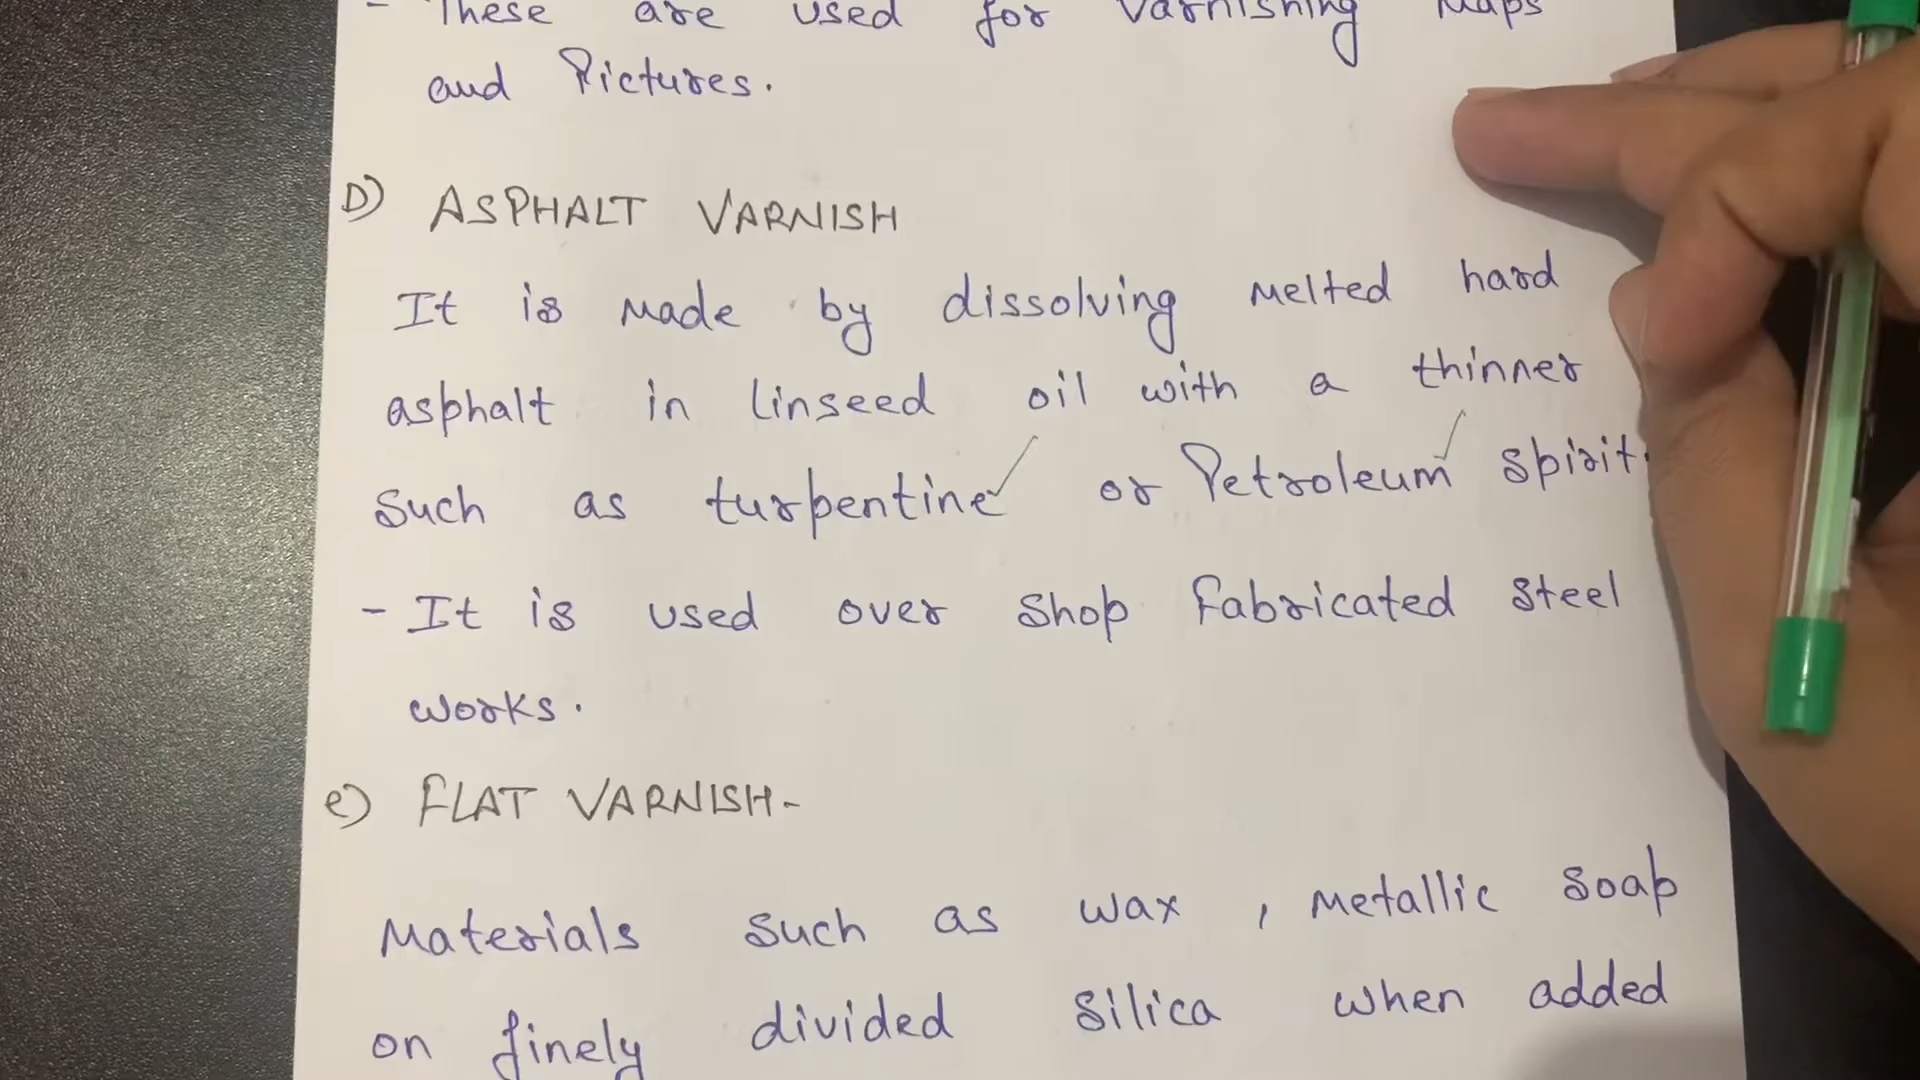 - These are used for varnishing Maps
and Pictures.
D) ASPHALT VARNISH
It is Made by dissolving Melted hard
asphalt in linseed oil with a thinner
Such as turpentine or Petroleum spirit.
- It is used over Shop Fabricated Steel
works.
e) FLAT VARNISH-
Materials such as wax, Metallic Soap
on finely divided Silica when added